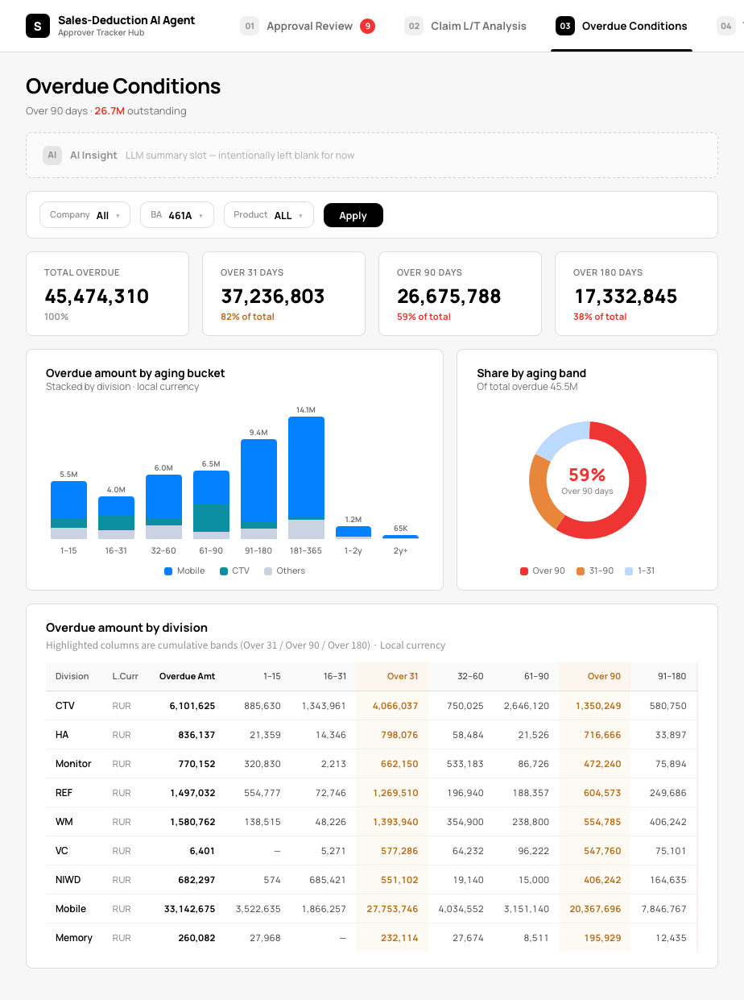 S
Sales-Deduction AI Agent
Approver Tracker Hub
01 Approval Review 9
02 Claim L/T Analysis
03 Overdue Conditions
04
Overdue Conditions
Over 90 days · 26.7M outstanding
AI AI Insight LLM summary slot — intentionally left blank for now
Company All ▾ BA 461A ▾ Product ALL ▾ Apply
TOTAL OVERDUE
45,474,310
100%
OVER 31 DAYS
37,236,803
82% of total
OVER 90 DAYS
26,675,788
59% of total
OVER 180 DAYS
17,332,845
38% of total
Overdue amount by aging bucket
Stacked by division · local currency
5.5M 4.0M 6.0M 6.5M 9.4M 14.1M 1.2M 65K
1–15 16–31 32–60 61–90 91–180 181–365 1–2y 2y+
Mobile CTV Others
Share by aging band
Of total overdue 45.5M
59%
Over 90 days
Over 90 31–90 1–31
Overdue amount by division
Highlighted columns are cumulative bands (Over 31 / Over 90 / Over 180) · Local currency
Division L.Curr Overdue Amt 1–15 16–31 Over 31 32–60 61–90 Over 90 91–180
CTV RUR 6,101,625 885,630 1,343,961 4,066,037 750,025 2,646,120 1,350,249 580,750
HA RUR 836,137 21,359 14,346 798,076 58,484 21,526 716,666 33,897
Monitor RUR 770,152 320,830 2,213 662,150 533,183 86,726 472,240 75,894
REF RUR 1,497,032 554,777 72,746 1,269,510 196,940 188,357 604,573 249,686
WM RUR 1,580,762 138,515 48,226 1,393,940 354,900 238,800 554,785 406,242
VC RUR 6,401 — 5,271 577,286 64,232 96,222 547,760 75,101
NIWD RUR 682,297 574 685,421 551,102 19,140 15,000 406,242 164,635
Mobile RUR 33,142,675 3,522,635 1,866,257 27,753,746 4,034,552 3,151,140 20,367,696 7,846,767
Memory RUR 260,082 27,968 — 232,114 27,674 8,511 195,929 12,435